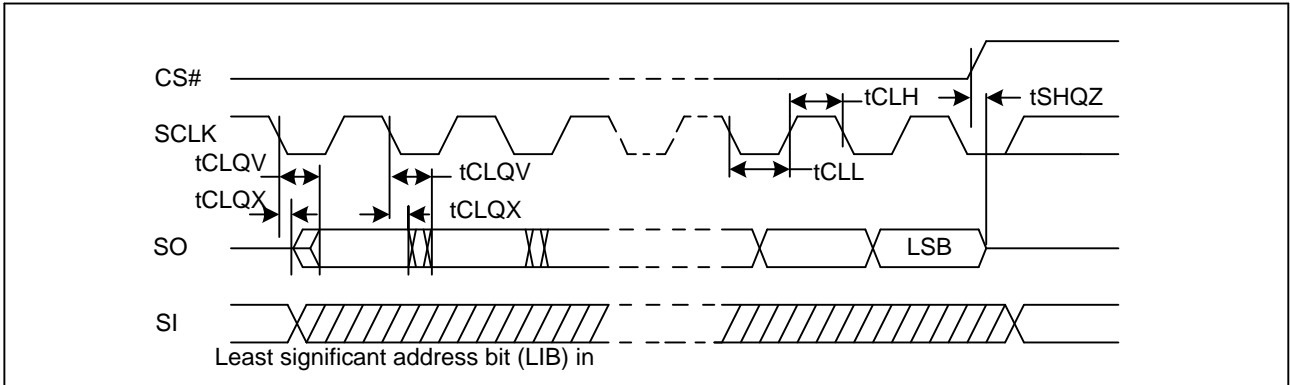 CS#
tCLH
tSHQZ
SCLK
tCLQV
tCLQV
tCLL
tCLQX
tCLQX
SO
LSB
SI
Least significant address bit (LIB) in